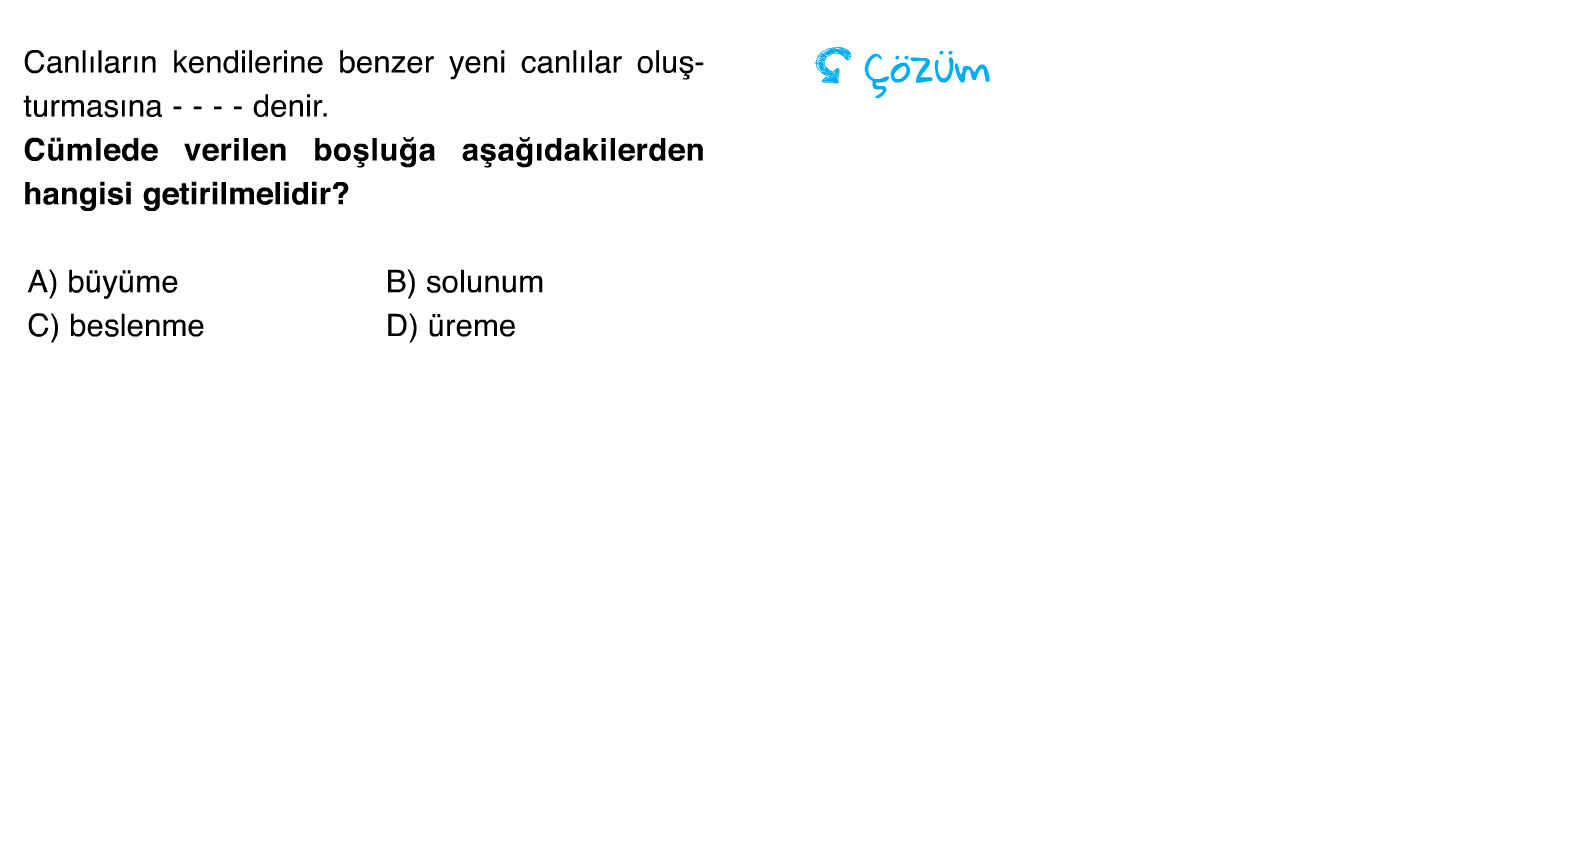 Canlıların kendilerine benzer yeni canlılar oluş-
turmasına - - - - denir.
Cümlede verilen boşluğa aşağıdakilerden
hangisi getirilmelidir?
A) büyüme B) solunum
C) beslenme D) üreme
Çözüm